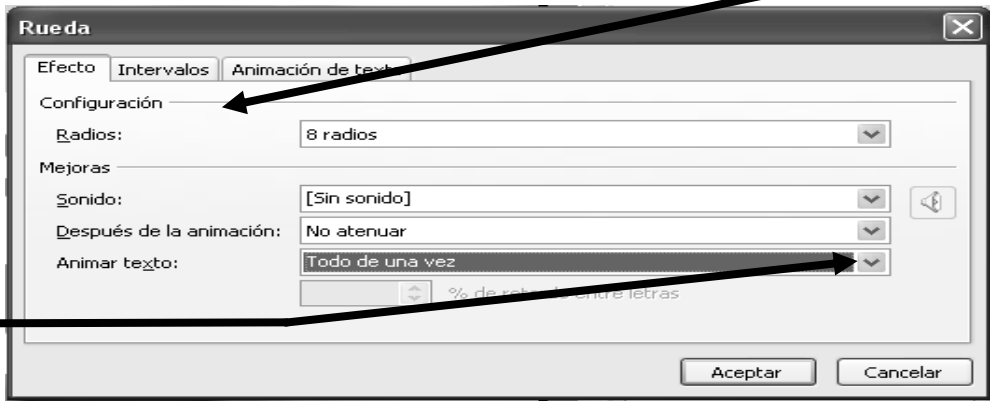 Rueda
Efecto Intervalos Animación de texto
Configuración
Radios: 8 radios
Mejoras
Sonido: [Sin sonido]
Después de la animación: No atenuar
Animar texto: Todo de una vez
% de retardo entre letras
Aceptar Cancelar